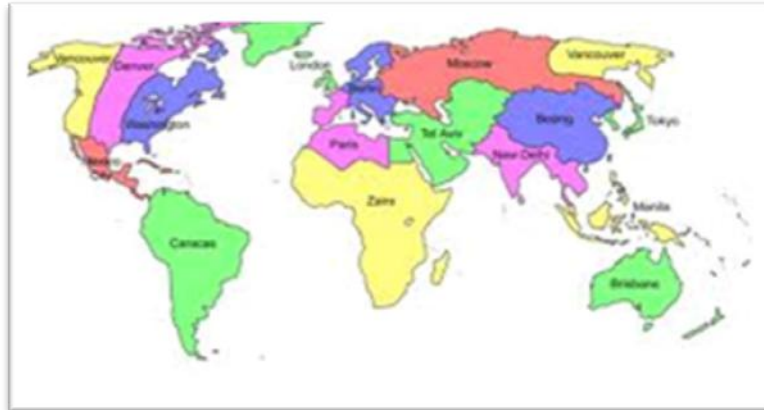 Vancouver
Denver
Washington
Mexico
City
Caracas
London
Berlin
Paris
Zaire
Moscow
Tel Aviv
New Delhi
Beijing
Vancouver
Tokyo
Manila
Brisbane